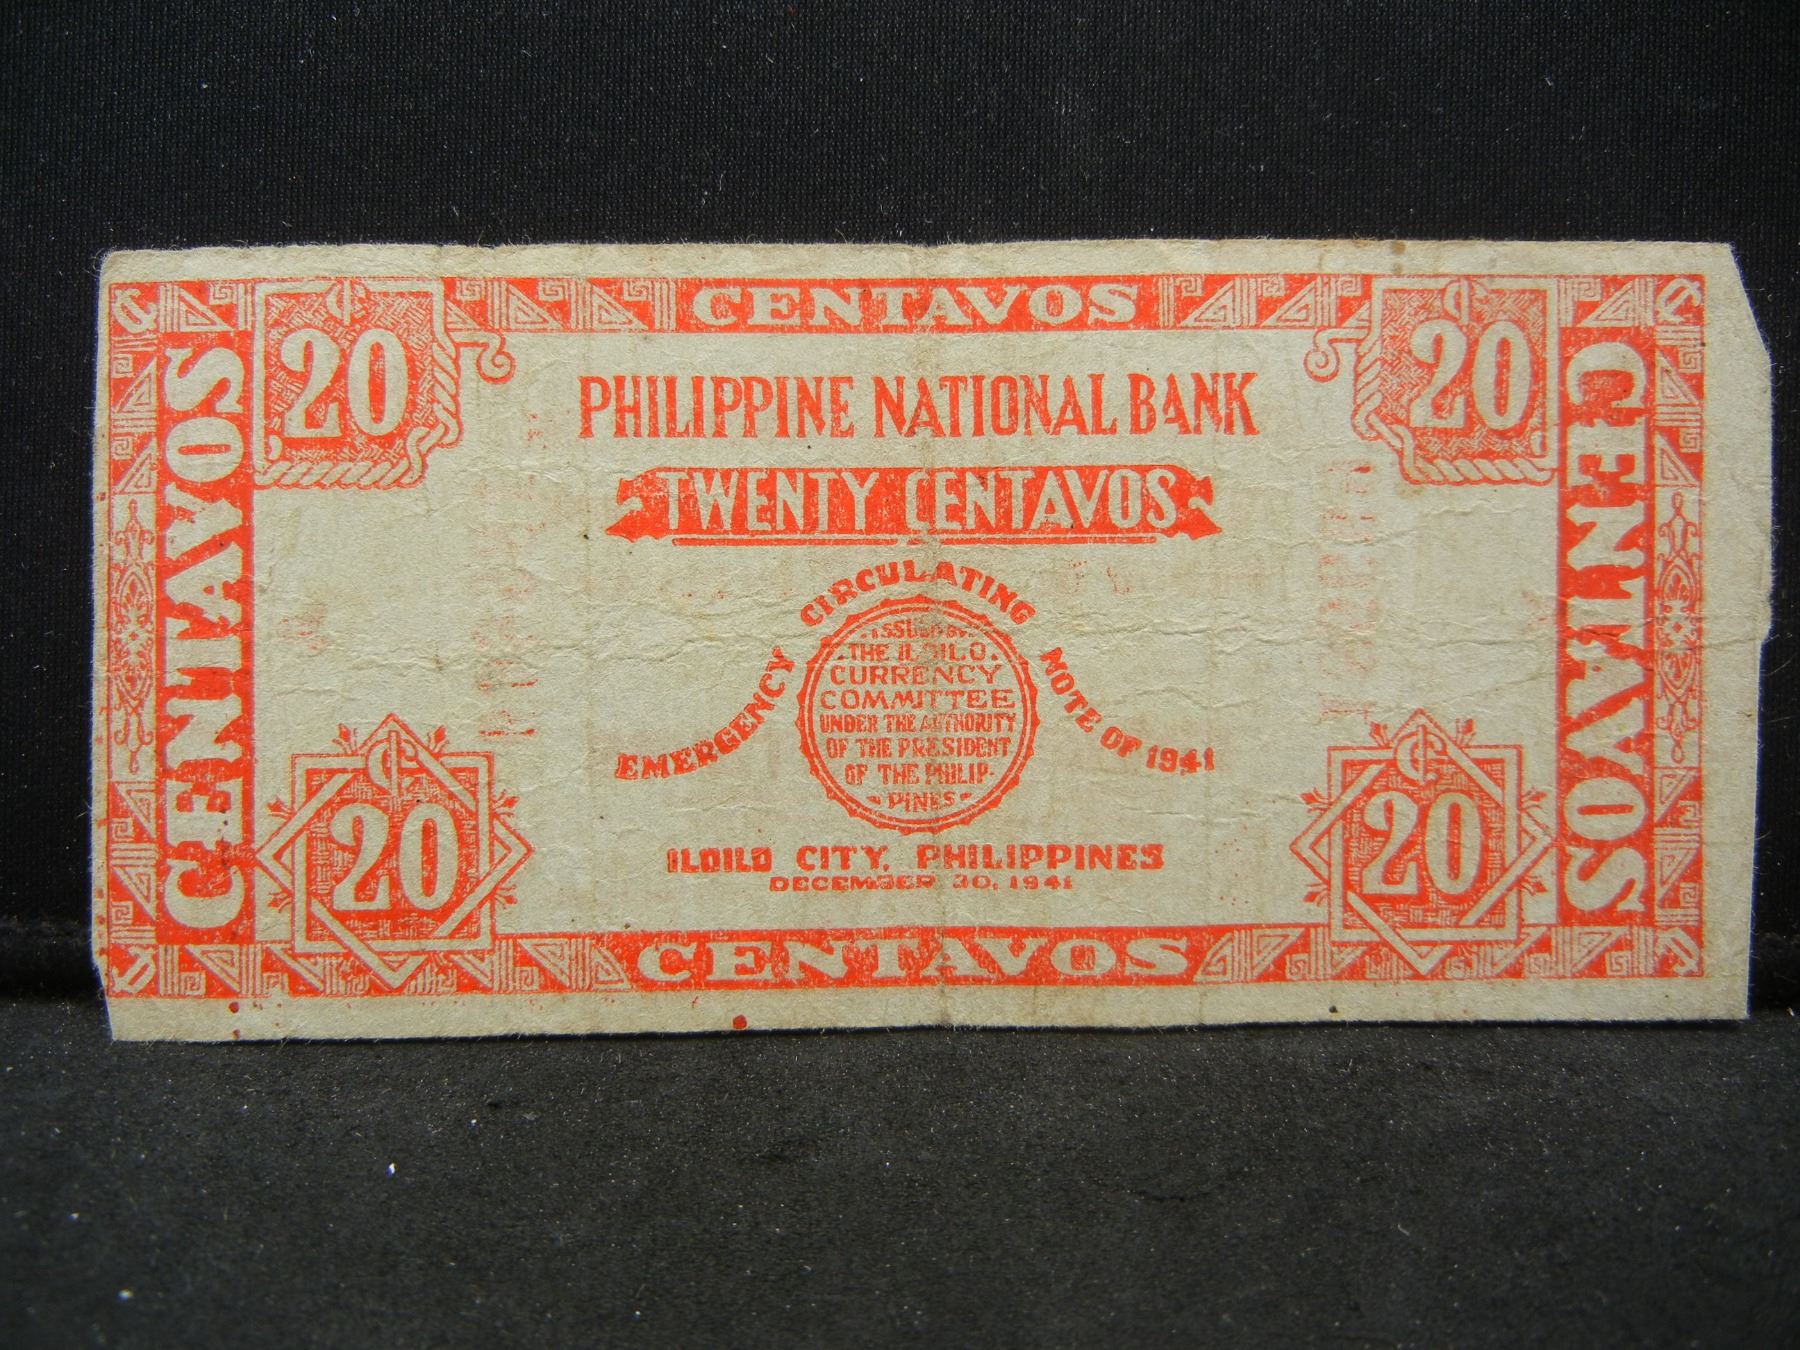 CENTAVOS
₵ 20
₵ 20
CENTAVOS
CENTAVOS
PHILIPPINE NATIONAL BANK
TWENTY CENTAVOS
EMERGENCY CIRCULATING NOTE OF 1941
ISSUED BY
THE ILOILO
CURRENCY
COMMITTEE
UNDER THE AUTHORITY
OF THE PRESIDENT
OF THE PHILIP-
PINES
₵ 20
₵ 20
ILOILO CITY, PHILIPPINES
DECEMBER 30, 1941
CENTAVOS